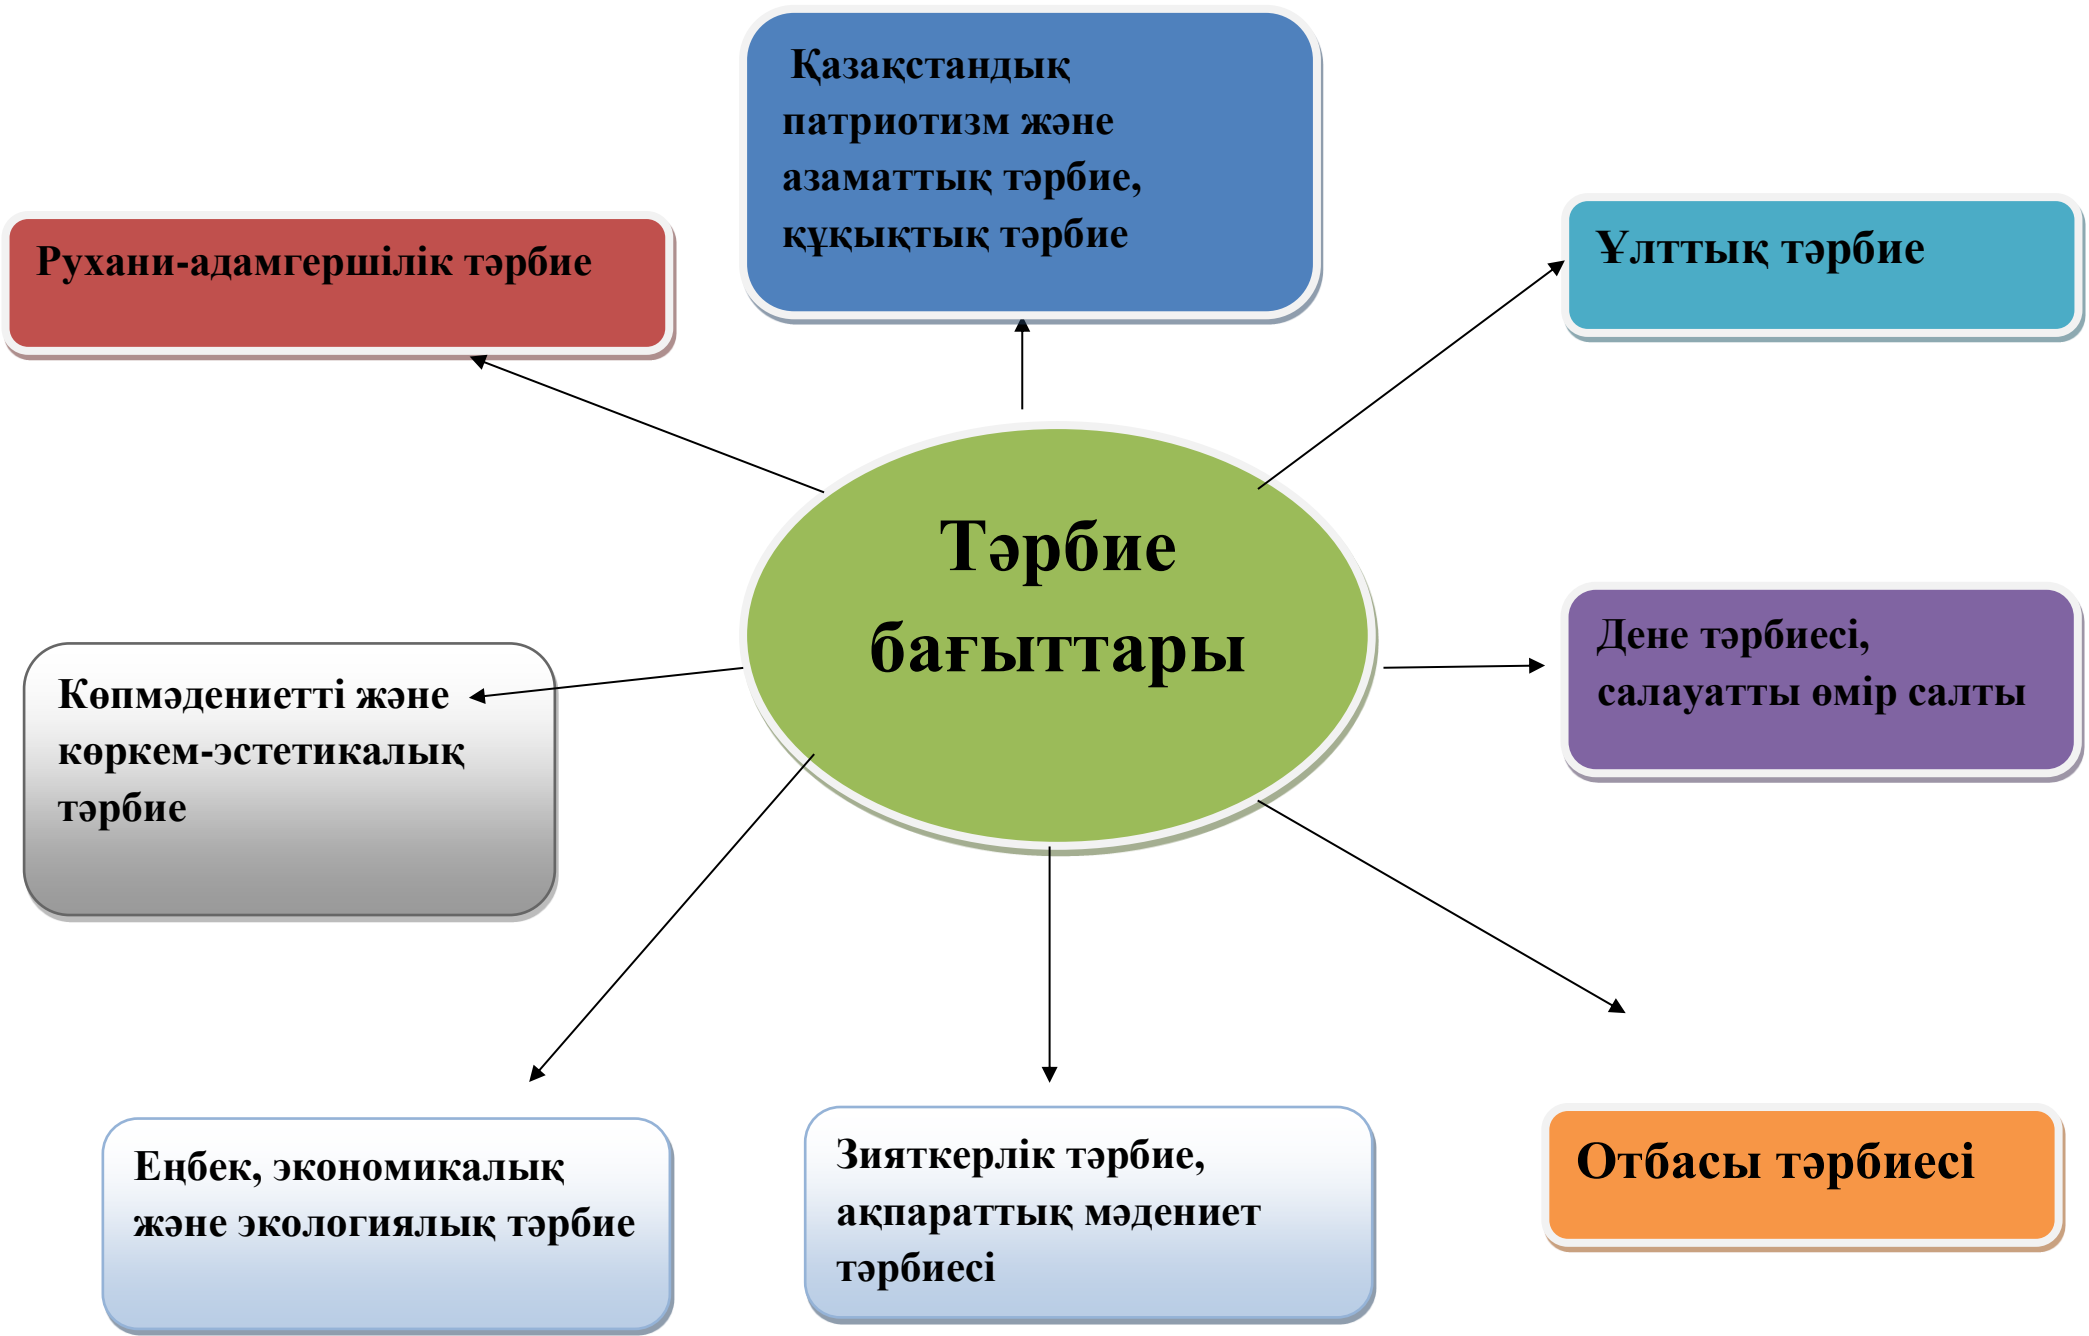 Қазақстандық
патриотизм және
азаматтық тәрбие,
құқықтық тәрбие
Рухани-адамгершілік тәрбие
Ұлттық тәрбие
Тәрбие
бағыттары
Дене тәрбиесі,
салауатты өмір салты
Көпмәдениетті және
көркем-эстетикалық
тәрбие
Еңбек, экономикалық
және экологиялық тәрбие
Зияткерлік тәрбие,
ақпараттық мәдениет
тәрбиесі
Отбасы тәрбиесі